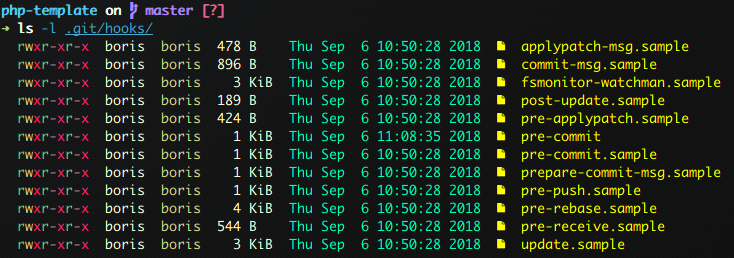 php-template on master [?]
➜ ls -l .git/hooks/
rwxr-xr-x boris boris 478 B Thu Sep 6 10:50:28 2018 applypatch-msg.sample
rwxr-xr-x boris boris 896 B Thu Sep 6 10:50:28 2018 commit-msg.sample
rwxr-xr-x boris boris 3 KiB Thu Sep 6 10:50:28 2018 fsmonitor-watchman.sample
rwxr-xr-x boris boris 189 B Thu Sep 6 10:50:28 2018 post-update.sample
rwxr-xr-x boris boris 424 B Thu Sep 6 10:50:28 2018 pre-applypatch.sample
rwxr-xr-x boris boris 1 KiB Thu Sep 6 11:08:35 2018 pre-commit
rwxr-xr-x boris boris 1 KiB Thu Sep 6 10:50:28 2018 pre-commit.sample
rwxr-xr-x boris boris 1 KiB Thu Sep 6 10:50:28 2018 prepare-commit-msg.sample
rwxr-xr-x boris boris 1 KiB Thu Sep 6 10:50:28 2018 pre-push.sample
rwxr-xr-x boris boris 4 KiB Thu Sep 6 10:50:28 2018 pre-rebase.sample
rwxr-xr-x boris boris 544 B Thu Sep 6 10:50:28 2018 pre-receive.sample
rwxr-xr-x boris boris 3 KiB Thu Sep 6 10:50:28 2018 update.sample